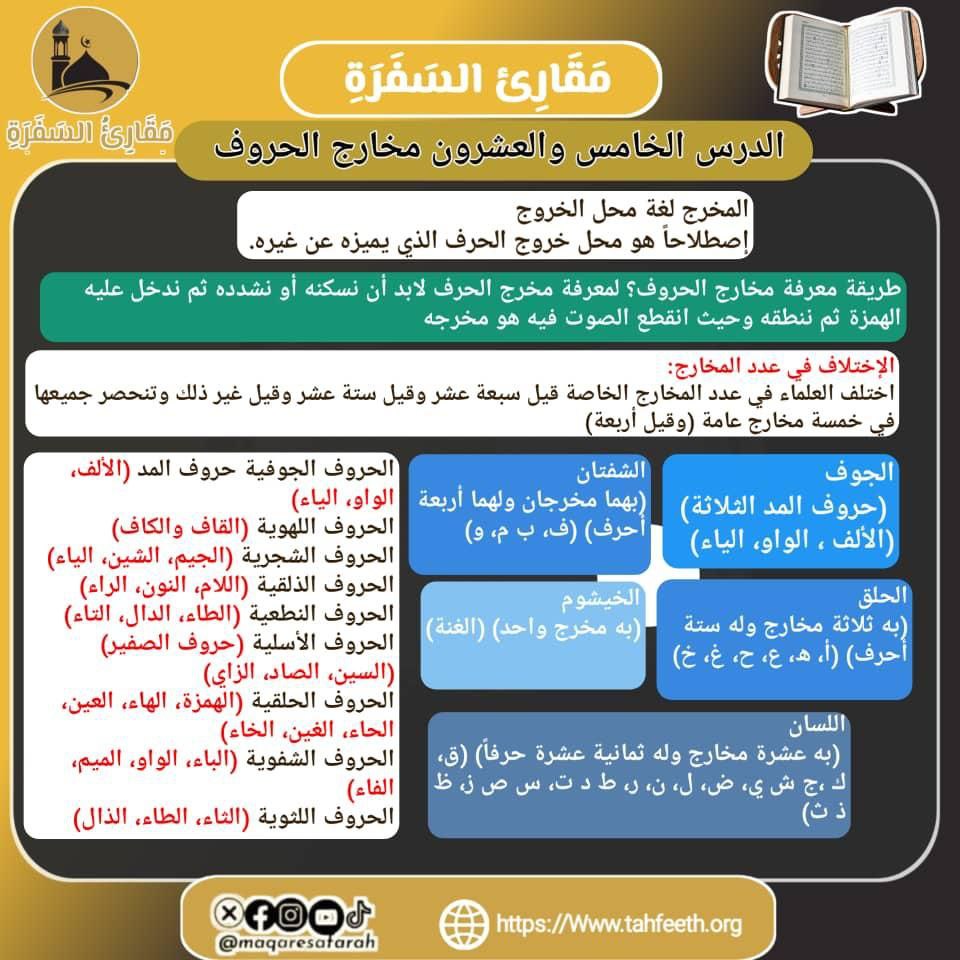 مَقَارِئُ السَفَرَةِ
مَقَارِئ السَفَرَةِ
الدرس الخامس والعشرون مخارج الحروف
المخرج لغة محل الخروج
إصطلاحاً هو محل خروج الحرف الذي يميزه عن غيره.
طريقة معرفة مخارج الحروف؟ لمعرفة مخرج الحرف لابد أن نسكنه أو نشدده ثم ندخل عليه
الهمزة ثم ننطقه وحيث انقطع الصوت فيه هو مخرجه
الإختلاف في عدد المخارج:
اختلف العلماء في عدد المخارج الخاصة قيل سبعة عشر وقيل ستة عشر وقيل غير ذلك وتنحصر جميعها
في خمسة مخارج عامة (وقيل أربعة)
الجوف
(حروف المد الثلاثة)
(الألف ، الواو، الياء)
الشفتان
(بهما مخرجان ولهما أربعة
أحرف) (ف، ب م، و)
الحلق
(به ثلاثة مخارج وله ستة
أحرف) (أ، ه، ع، ح، غ، خ)
الخيشوم
(به مخرج واحد) (الغنة)
اللسان
(به عشرة مخارج وله ثمانية عشرة حرفاً) (ق،
ك ،ج ش ي، ض، ل، ن، ر، ط د ت، س ص ز، ظ
ذ ث)
الحروف الجوفية حروف المد (الألف،
الواو، الياء)
الحروف اللهوية (القاف والكاف)
الحروف الشجرية (الجيم، الشين، الياء)
الحروف الذلقية (اللام، النون، الراء)
الحروف النطعية (الطاء، الدال، التاء)
الحروف الأسلية (حروف الصفير)
(السين، الصاد، الزاي)
الحروف الحلقية (الهمزة، الهاء، العين،
الحاء، الغين، الخاء)
الحروف الشفوية (الباء، الواو، الميم،
الفاء)
الحروف اللثوية (الثاء، الظاء، الذال)
@maqaresafarah
https://Www.tahfeeth.org